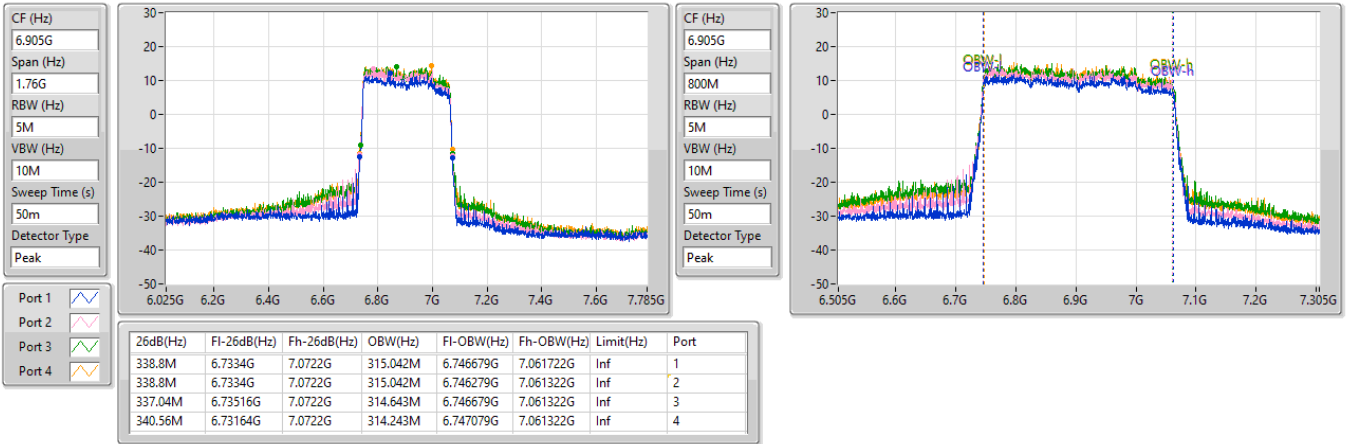 CF (Hz)
6.905G
Span (Hz)
1.76G
RBW (Hz)
5M
VBW (Hz)
10M
Sweep Time (s)
50m
Detector Type
Peak
30
20
10
0
-10
-20
-30
-40
-50
6.025G 6.2G 6.4G 6.6G 6.8G 7G 7.2G 7.4G 7.6G 7.785G
CF (Hz)
6.905G
Span (Hz)
800M
RBW (Hz)
5M
VBW (Hz)
10M
Sweep Time (s)
50m
Detector Type
Peak
30
20
10
0
-10
-20
-30
-40
-50
OBW-l OBW-h
6.505G 6.6G 6.7G 6.8G 6.9G 7G 7.1G 7.2G 7.305G
Port 1
Port 2
Port 3
Port 4
26dB(Hz) Fl-26dB(Hz) Fh-26dB(Hz) OBW(Hz) Fl-OBW(Hz) Fh-OBW(Hz) Limit(Hz) Port
338.8M 6.7334G 7.0722G 315.042M 6.746679G 7.061722G Inf 1
338.8M 6.7334G 7.0722G 315.042M 6.746279G 7.061322G Inf 2
337.04M 6.73516G 7.0722G 314.643M 6.746679G 7.061322G Inf 3
340.56M 6.73164G 7.0722G 314.243M 6.747079G 7.061322G Inf 4